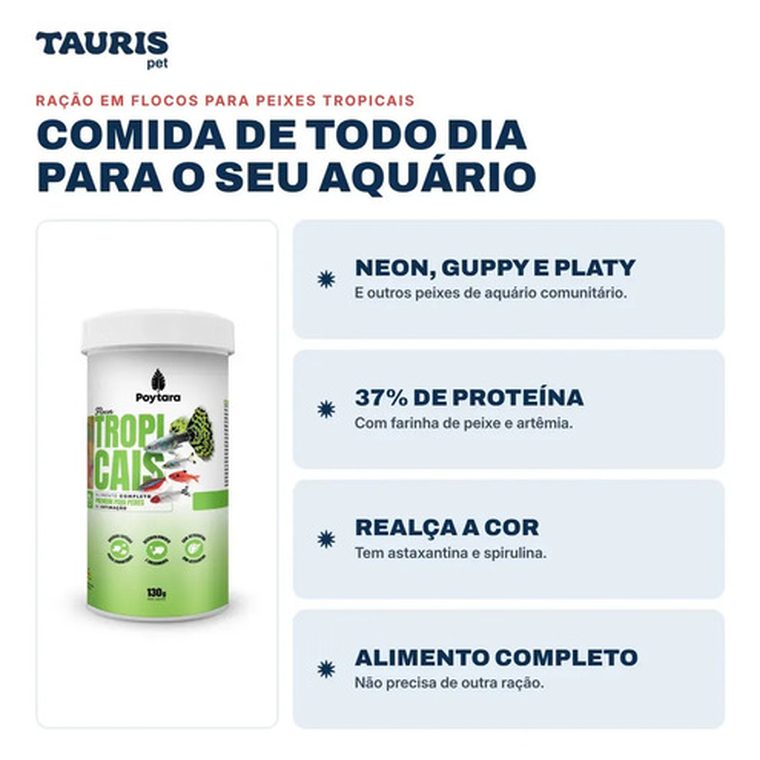 TAURIS
pet
RAÇÃO EM FLOCOS PARA PEIXES TROPICAIS
COMIDA DE TODO DIA
PARA O SEU AQUÁRIO
NEON, GUPPY E PLATY
E outros peixes de aquário comunitário.
37% DE PROTEÍNA
Com farinha de peixe e artêmia.
REALÇA A COR
Tem astaxantina e spirulina.
ALIMENTO COMPLETO
Não precisa de outra ração.
Poytara
TROPI
CAIS
ALIMENTO COMPLETO
130g